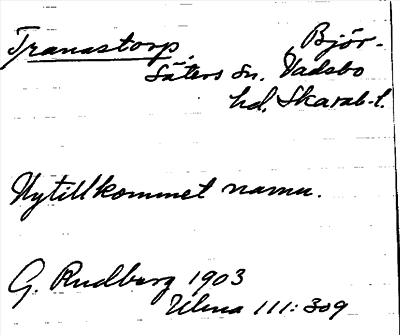 Tranastorp. Björ-
säters sn. Vadsbo
hd. Skarab. l.
Nytillkommet namn.
G. Rudberg 1903
Ulma 111:309